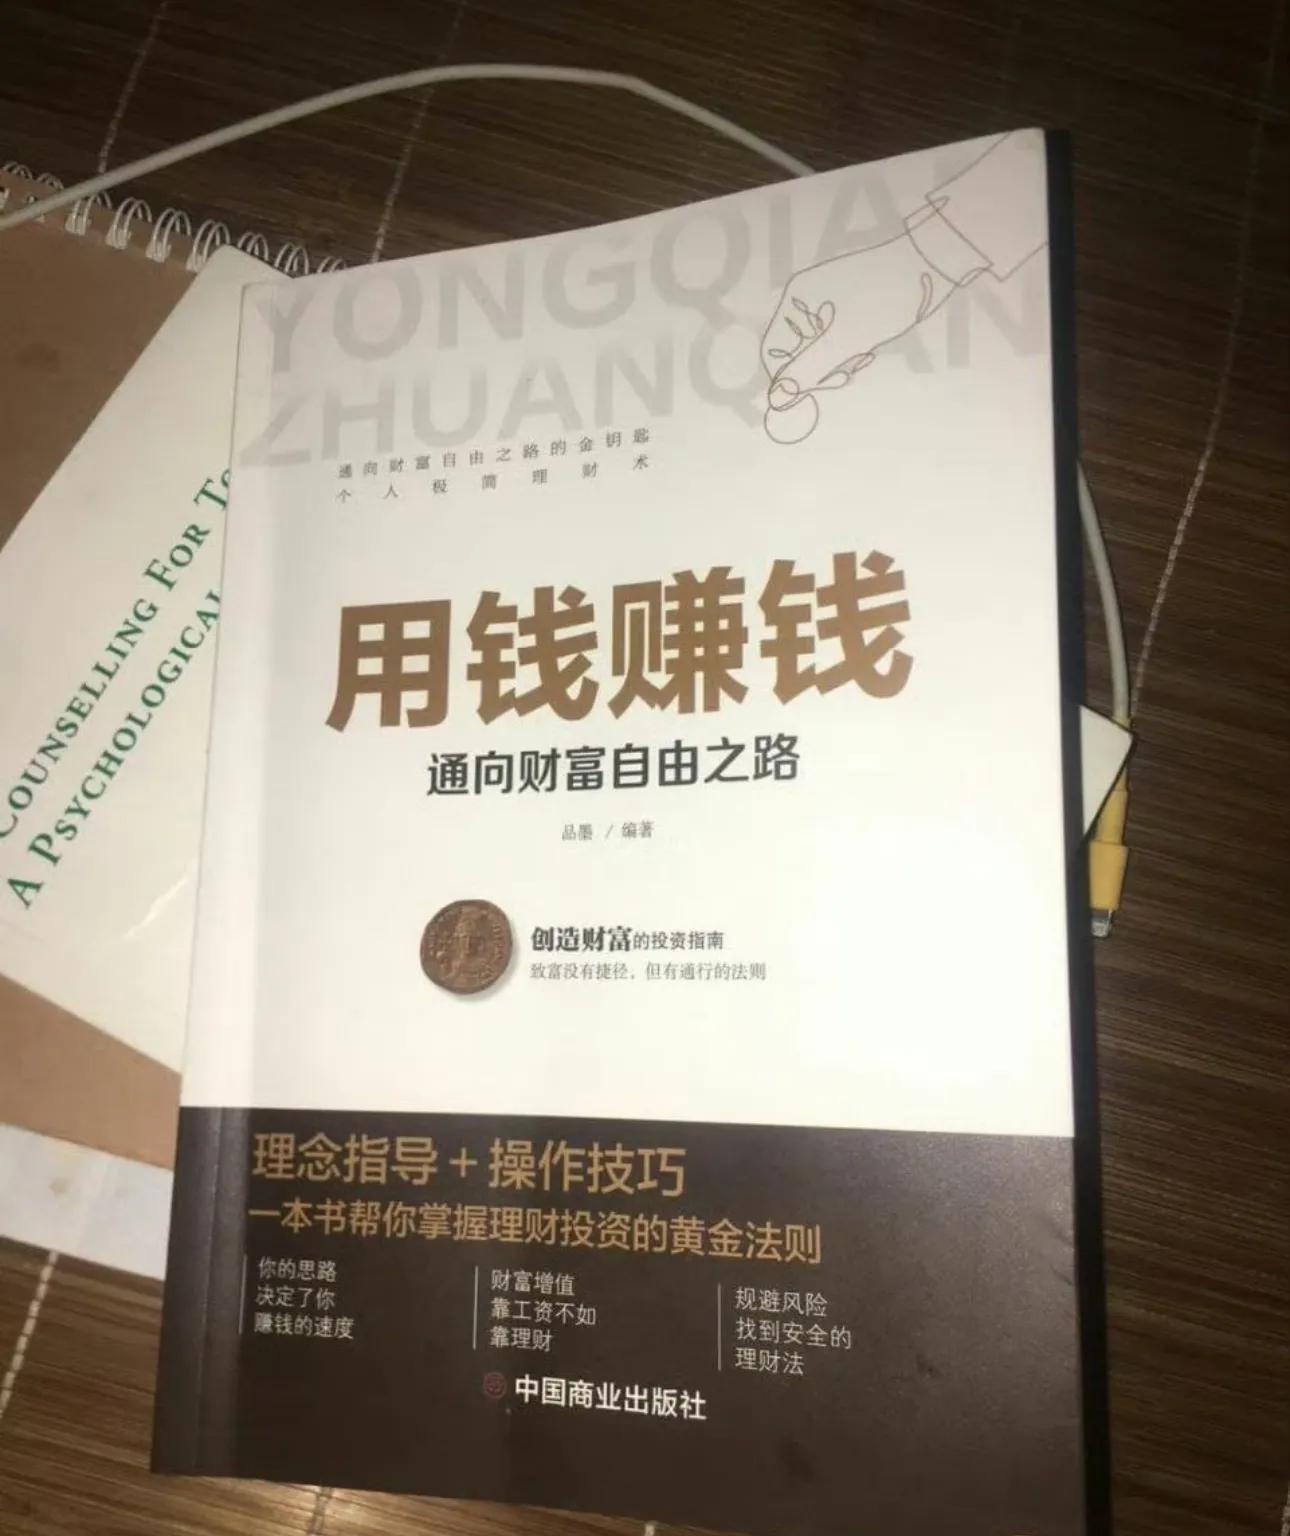 YONGQIAN
ZHUANQIAN
通向财富自由之路的金钥匙
个人极简理财术
用钱赚钱
通向财富自由之路
品墨 / 编著
创造财富的投资指南
致富没有捷径，但有通行的法则
理念指导+操作技巧
一本书帮你掌握理财投资的黄金法则
你的思路
决定了你
赚钱的速度
财富增值
靠工资不如
靠理财
规避风险
找到安全的
理财法
中国商业出版社
COUNSELLING FOR
A PSYCHOLOGICAL